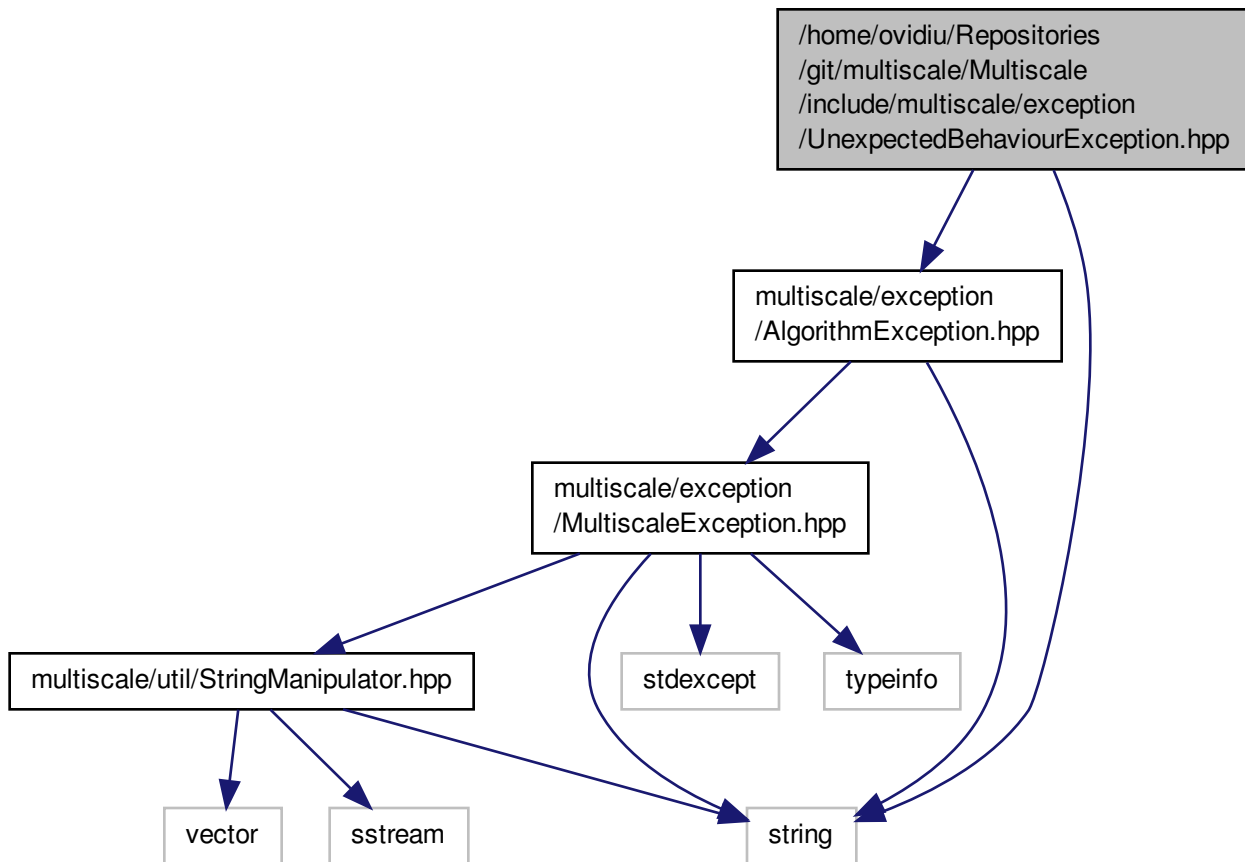 /home/ovidiu/Repositories
/git/multiscale/Multiscale
/include/multiscale/exception
/UnexpectedBehaviourException.hpp
multiscale/exception
/AlgorithmException.hpp
multiscale/exception
/MultiscaleException.hpp
multiscale/util/StringManipulator.hpp
stdexcept
typeinfo
vector
sstream
string